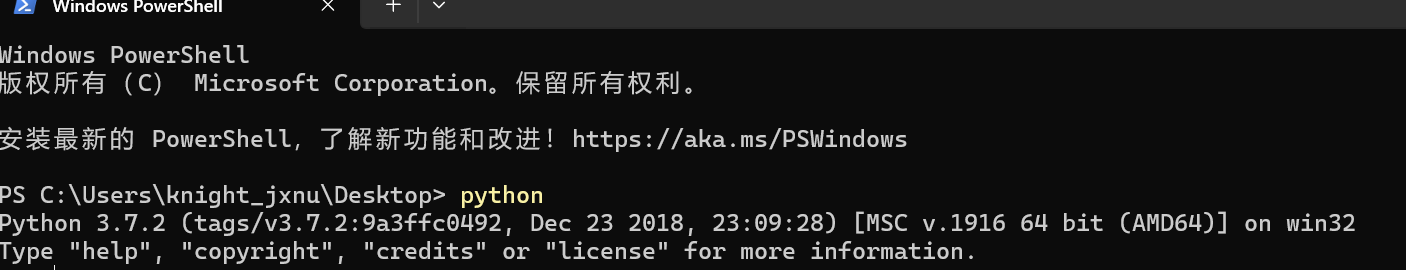 Windows PowerShell
Windows PowerShell
版权所有（C） Microsoft Corporation。保留所有权利。
安装最新的 PowerShell，了解新功能和改进！https://aka.ms/PSWindows
PS C:\Users\knight_jxnu\Desktop> python
Python 3.7.2 (tags/v3.7.2:9a3ffc0492, Dec 23 2018, 23:09:28) [MSC v.1916 64 bit (AMD64)] on win32
Type "help", "copyright", "credits" or "license" for more information.